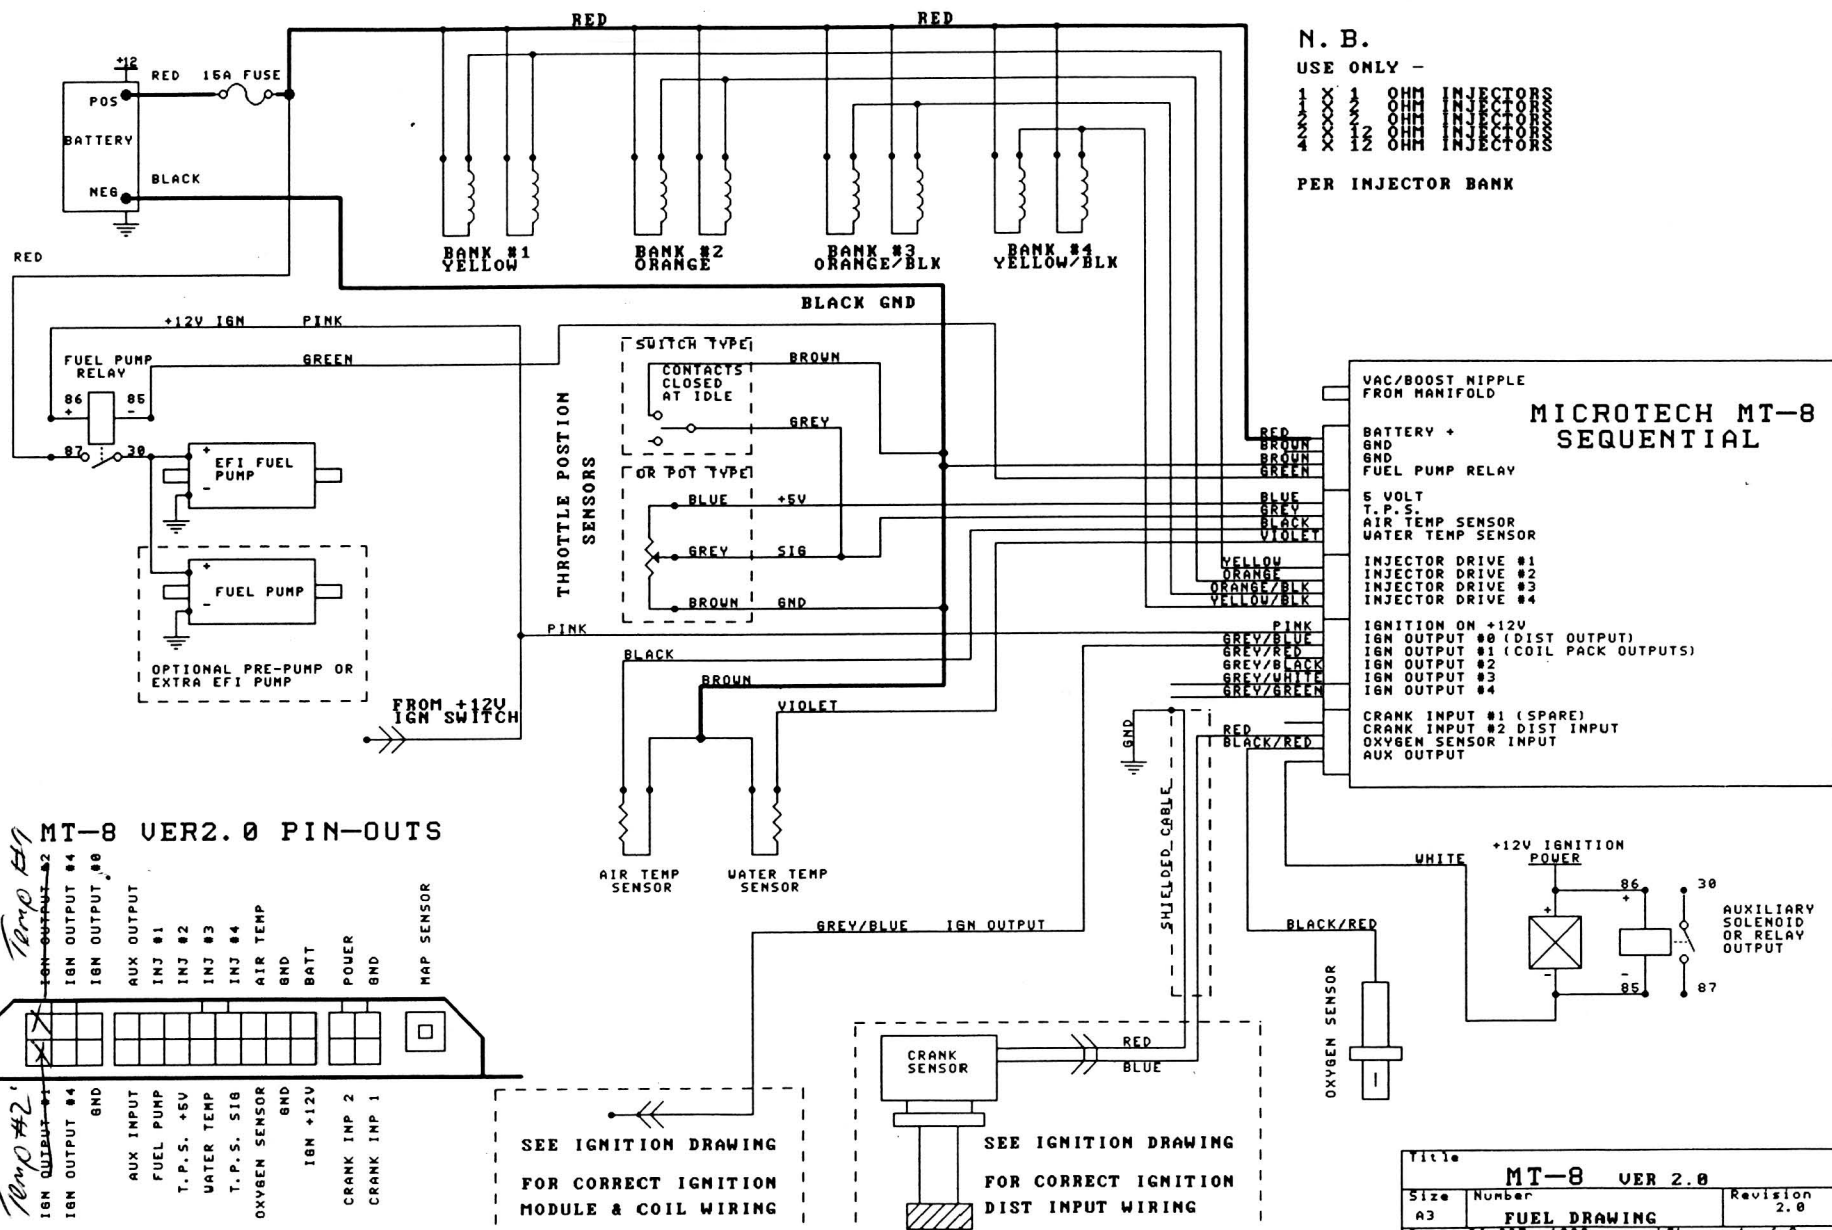 RED
RED
N.B.
USE ONLY -
1 X 1 OHM INJECTORS
1 X 2 OHM INJECTORS
2 X 2 OHM INJECTORS
2 X 12 OHM INJECTORS
4 X 12 OHM INJECTORS
PER INJECTOR BANK
+12
RED 15A FUSE
POS
BATTERY
NEG
BLACK
RED
BANK #1
YELLOW
BANK #2
ORANGE
BANK #3
ORANGE/BLK
BANK #4
YELLOW/BLK
BLACK GND
+12V IGN PINK
FUEL PUMP
RELAY
GREEN
86
+
85
-
87
30
+
EFI FUEL
PUMP
-
+
FUEL PUMP
-
OPTIONAL PRE-PUMP OR
EXTRA EFI PUMP
FROM +12V
IGN SWITCH
THROTTLE POSTION
SENSORS
SWITCH TYPE
CONTACTS
CLOSED
AT IDLE
BROWN
GREY
OR POT TYPE
BLUE +5V
GREY SIG
BROWN GND
PINK
BLACK
BROWN
VIOLET
AIR TEMP
SENSOR
WATER TEMP
SENSOR
MICROTECH MT-8
SEQUENTIAL
VAC/BOOST NIPPLE
FROM MANIFOLD
RED BATTERY +
BROWN GND
BROWN GND
GREEN FUEL PUMP RELAY
BLUE 5 VOLT
GREY T.P.S.
BLACK AIR TEMP SENSOR
VIOLET WATER TEMP SENSOR
YELLOW INJECTOR DRIVE #1
ORANGE INJECTOR DRIVE #2
ORANGE/BLK INJECTOR DRIVE #3
YELLOW/BLK INJECTOR DRIVE #4
PINK IGNITION ON +12V
GREY/BLUE IGN OUTPUT #0 (DIST OUTPUT)
GREY/RED IGN OUTPUT #1 (COIL PACK OUTPUTS)
GREY/BLACK IGN OUTPUT #2
GREY/WHITE IGN OUTPUT #3
GREY/GREEN IGN OUTPUT #4
CRANK INPUT #1 (SPARE)
RED CRANK INPUT #2 DIST INPUT
BLACK/RED OXYGEN SENSOR INPUT
AUX OUTPUT
GND
SHIELDED CABLE
WHITE
+12V IGNITION
POWER
+
-
86
+
85
-
30
87
AUXILIARY
SOLENOID
OR RELAY
OUTPUT
BLACK/RED
OXYGEN SENSOR
GREY/BLUE IGN OUTPUT
CRANK
SENSOR
RED
BLUE
SEE IGNITION DRAWING
FOR CORRECT IGNITION
MODULE & COIL WIRING
SEE IGNITION DRAWING
FOR CORRECT IGNITION
DIST INPUT WIRING
MT-8 VER2.0 PIN-OUTS
Temp #1
IGN OUTPUT #2
IGN OUTPUT #4
IGN OUTPUT #0
AUX OUTPUT
INJ #1
INJ #2
INJ #3
INJ #4
AIR TEMP
GND
BATT
POWER
GND
MAP SENSOR
Temp #2
IGN OUTPUT #1
IGN OUTPUT #4
GND
AUX INPUT
FUEL PUMP
T.P.S. +5V
WATER TEMP
T.P.S. SIG
OXYGEN SENSOR
GND
IGN +12V
CRANK INP 2
CRANK INP 1
Title
MT-8 VER 2.0
Size
A3
Number
FUEL DRAWING
Revision
2.0